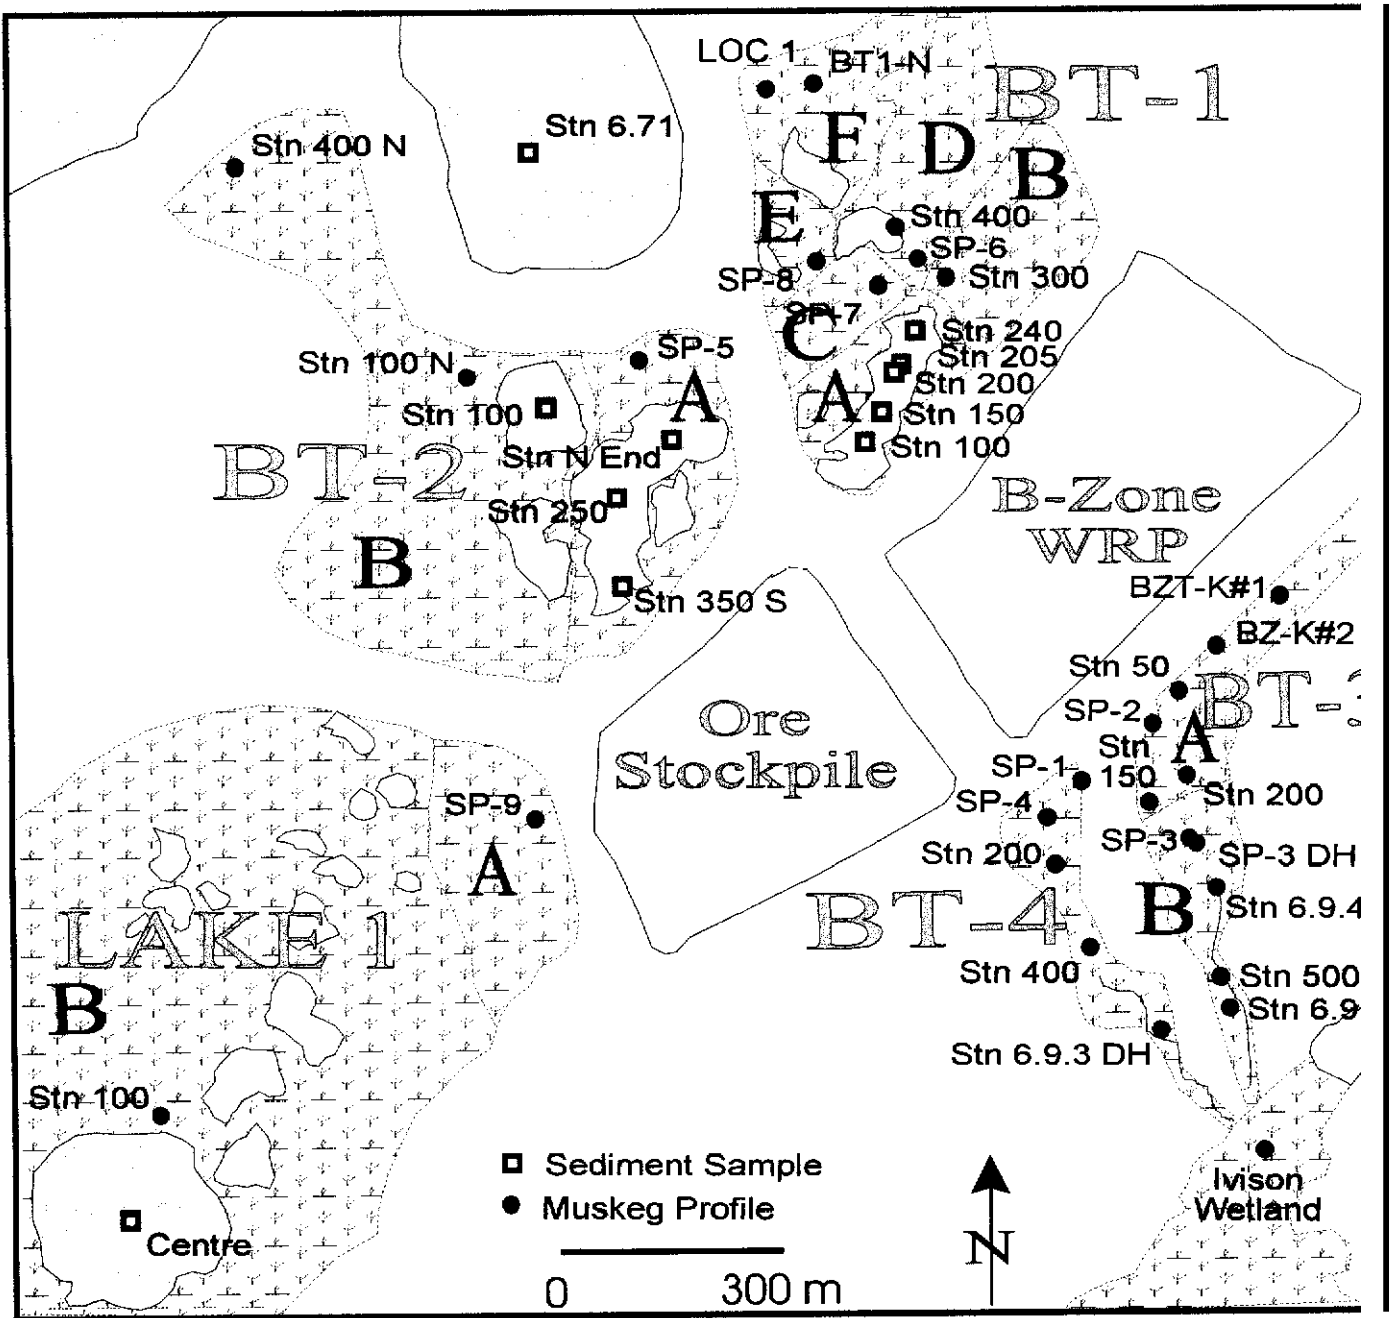 LOC 1
BT1-N
BT-1
Stn 6.71
Stn 400 N
F
D
B
E
Stn 400
SP-6
SP-8
Stn 300
SP-7
C
Stn 240
Stn 205
Stn 200
Stn 150
Stn 100
A
SP-5
Stn 100 N
A
Stn 100
Stn N End
BT-2
Stn 250
B
Stn 350 S
B-Zone
WRP
BZT-K#1
BZ-K#2
Stn 50
BT-3
SP-2
A
Stn
150
SP-1
Stn 200
SP-4
SP-3
SP-3 DH
Stn 200
Ore
Stockpile
SP-9
A
BT-4
B
Stn 6.9.4
LAKE 1
Stn 400
Stn 500
B
Stn 6.9
Stn 6.9.3 DH
Stn 100
Sediment Sample
Muskeg Profile
Ivison
Wetland
Centre
N
0 300 m